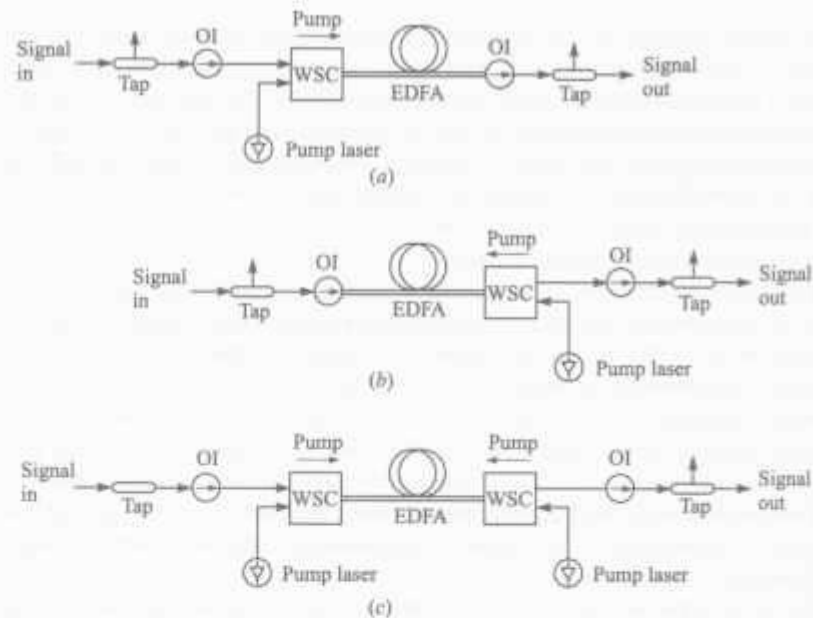 Pump
OI
OI
Signal
in
WSC
Signal
out
Tap
EDFA
Tap
Pump laser
(a)
Pump
OI
OI
Signal
in
WSC
Signal
out
Tap
EDFA
Tap
Pump laser
(b)
Pump
Pump
OI
OI
Signal
in
WSC
WSC
Signal
out
Tap
EDFA
Tap
Pump laser
Pump laser
(c)